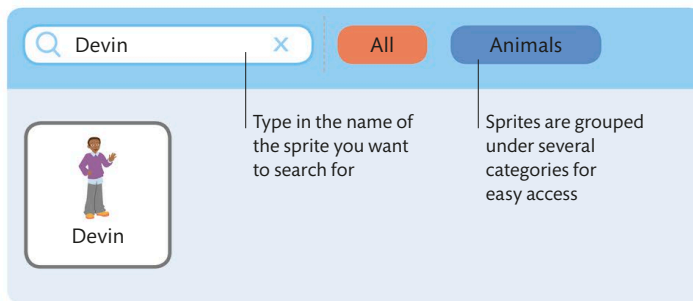 Devin
All
Animals
Type in the name of
the sprite you want
to search for
Sprites are grouped
under several
categories for
easy access
Devin